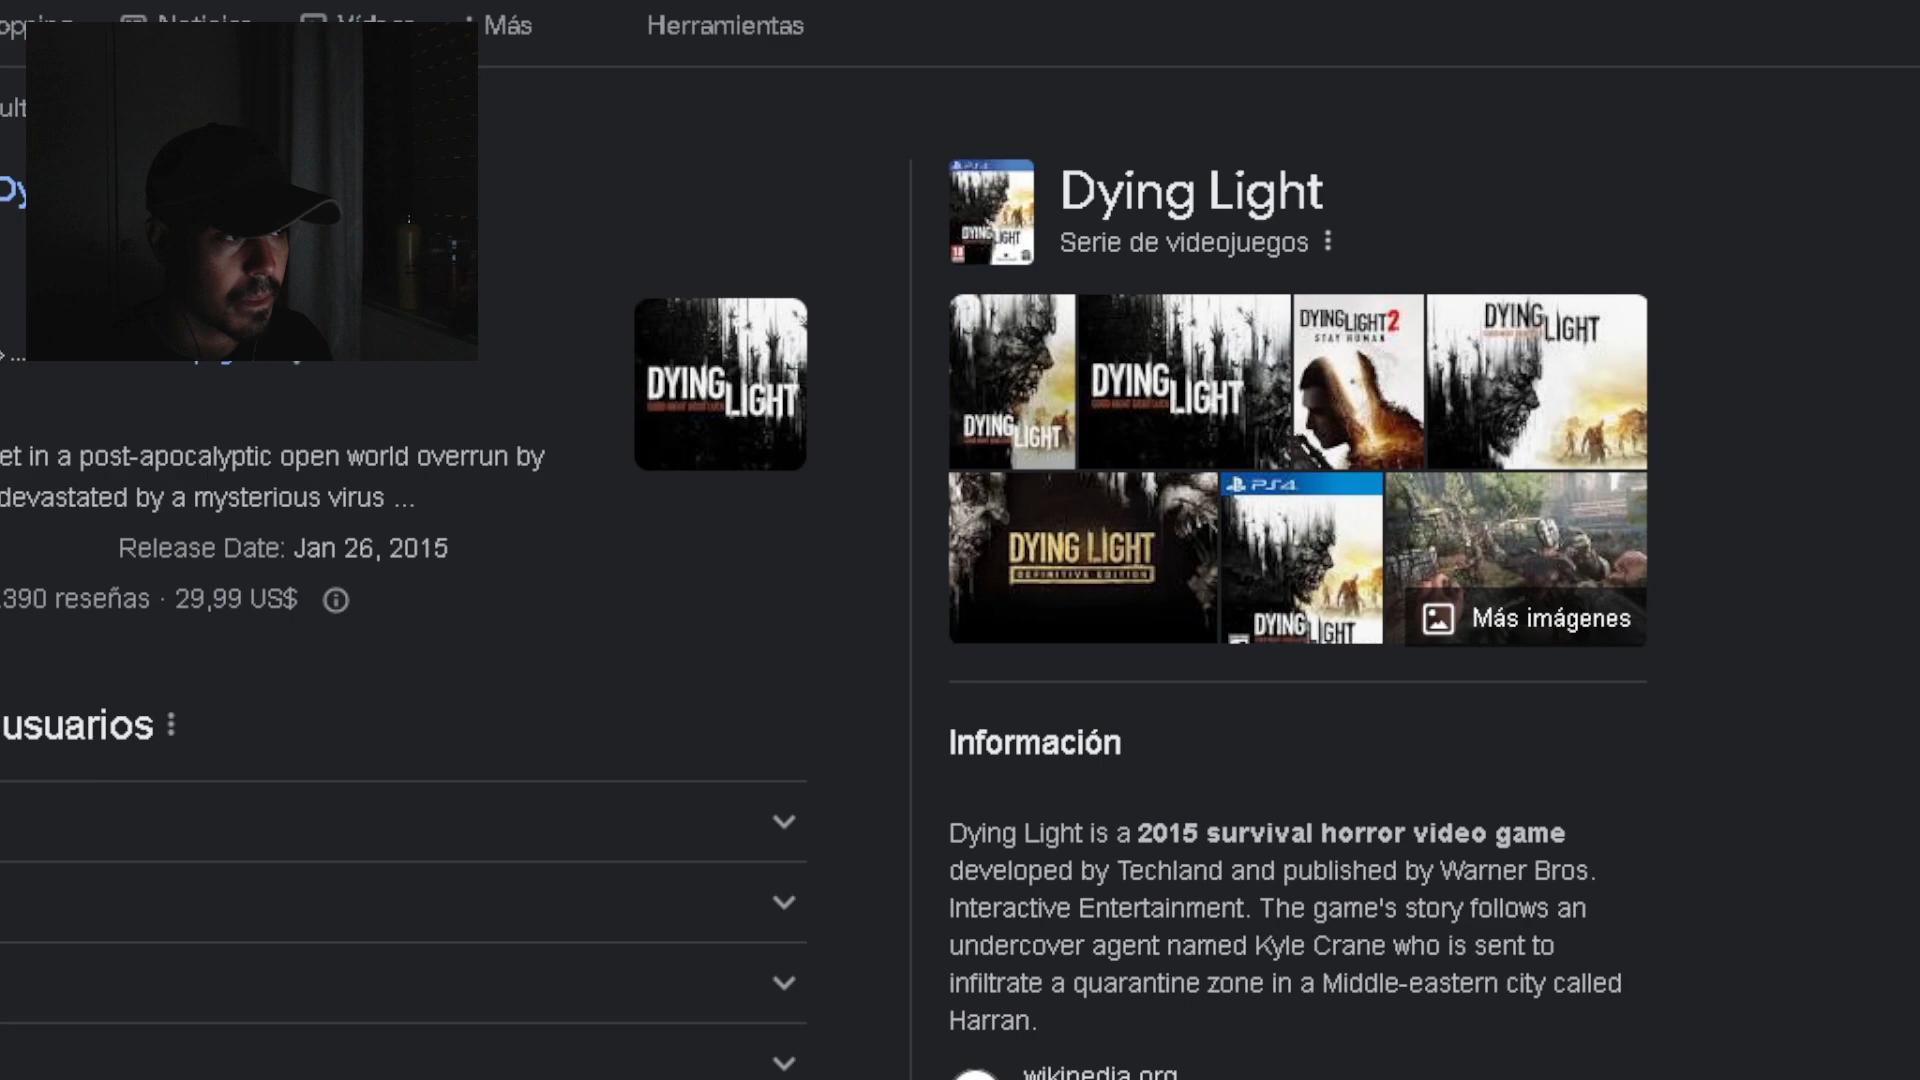 Más
Herramientas
Dying Light
Serie de videojuegos
DYING LIGHT
DYING LIGHT
DYING LIGHT
DYING LIGHT 2
STAY HUMAN
DYING LIGHT
DYING LIGHT
et in a post-apocalyptic open world overrun by
devastated by a mysterious virus ...
Release Date: Jan 26, 2015
390 reseñas · 29,99 US$
DYING LIGHT
DEFINITIVE EDITION
PS4
DYING LIGHT
Más imágenes
usuarios
Información
Dying Light is a 2015 survival horror video game
developed by Techland and published by Warner Bros.
Interactive Entertainment. The game's story follows an
undercover agent named Kyle Crane who is sent to
infiltrate a quarantine zone in a Middle-eastern city called
Harran.
wikipedia.org